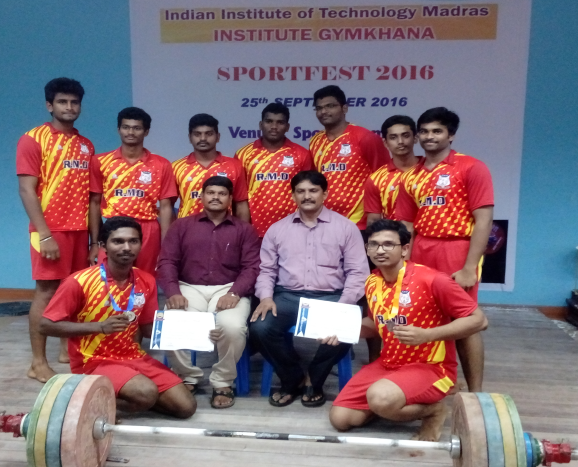 Indian Institute of Technology Madras
INSTITUTE GYMKHANA
SPORTFEST 2016
25th SEPTEMBER 2016
R.M.D
R.M.D
R.M.D
R.M.D
R.M.D